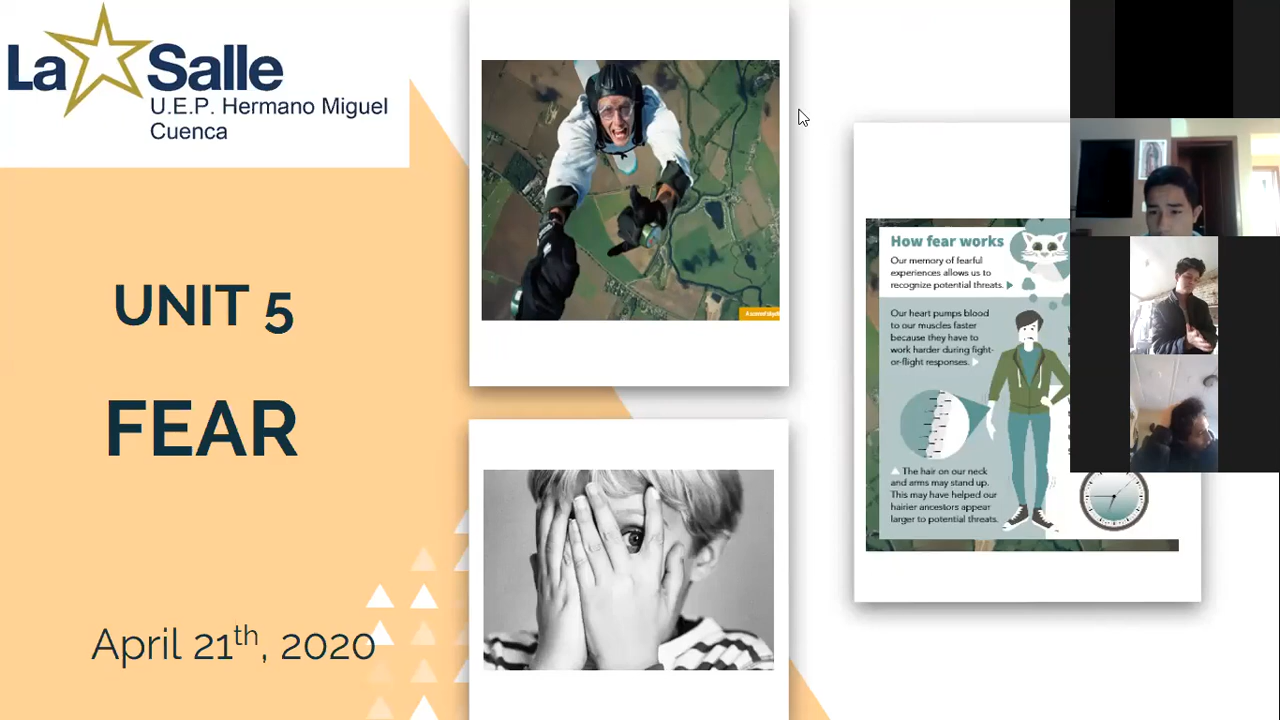 La Salle
U.E.P. Hermano Miguel
Cuenca
UNIT 5
FEAR
April 21th, 2020
How fear works
Our memory of fearful
experiences allows us to
recognize potential threats.
Our heart pumps blood
to our muscles faster
because they have to
work harder during fight-
or-flight responses.
The hair on our neck
and arms may stand up.
This may have helped our
hairier ancestors appear
larger to potential threats.